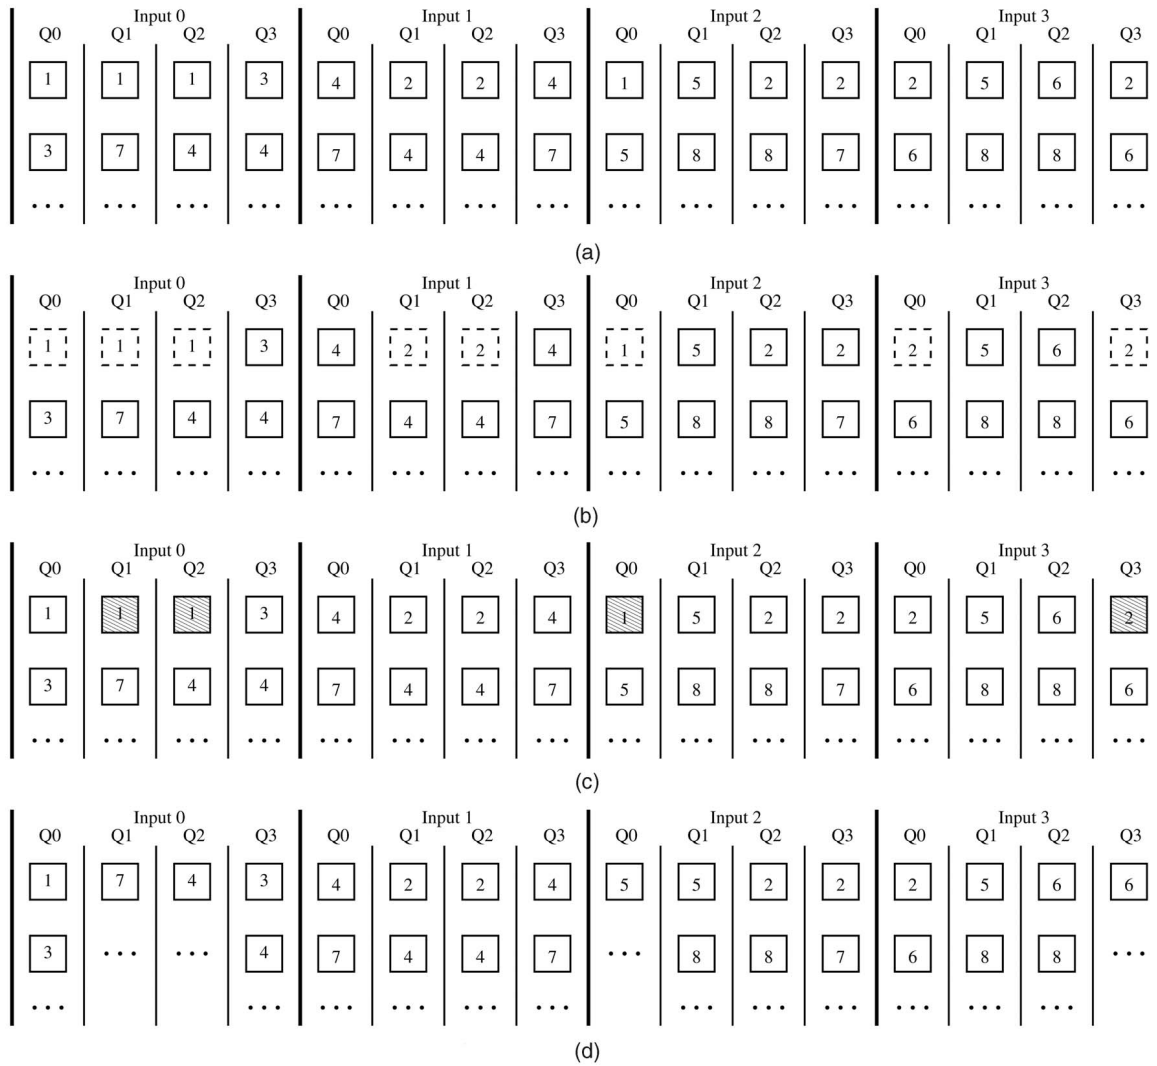 Input 0 Input 1 Input 2 Input 3
Q0 Q1 Q2 Q3 Q0 Q1 Q2 Q3 Q0 Q1 Q2 Q3 Q0 Q1 Q2 Q3
1 1 1 3 4 2 2 4 1 5 2 2 2 5 6 2
3 7 4 4 7 4 4 7 5 8 8 7 6 8 8 6
... ... ... ... ... ... ... ... ... ... ... ... ... ... ... ...
(a)
Input 0 Input 1 Input 2 Input 3
Q0 Q1 Q2 Q3 Q0 Q1 Q2 Q3 Q0 Q1 Q2 Q3 Q0 Q1 Q2 Q3
1 1 1 3 4 2 2 4 1 5 2 2 2 5 6 2
3 7 4 4 7 4 4 7 5 8 8 7 6 8 8 6
... ... ... ... ... ... ... ... ... ... ... ... ... ... ... ...
(b)
Input 0 Input 1 Input 2 Input 3
Q0 Q1 Q2 Q3 Q0 Q1 Q2 Q3 Q0 Q1 Q2 Q3 Q0 Q1 Q2 Q3
1 1 1 3 4 2 2 4 1 5 2 2 2 5 6 2
3 7 4 4 7 4 4 7 5 8 8 7 6 8 8 6
... ... ... ... ... ... ... ... ... ... ... ... ... ... ... ...
(c)
Input 0 Input 1 Input 2 Input 3
Q0 Q1 Q2 Q3 Q0 Q1 Q2 Q3 Q0 Q1 Q2 Q3 Q0 Q1 Q2 Q3
1 7 4 3 4 2 2 4 5 5 2 2 2 5 6 6
3 ... ... 4 7 4 4 7 ... 8 8 7 6 8 8 ...
... ... ... ... ... ... ... ... ... ... ... ...
(d)